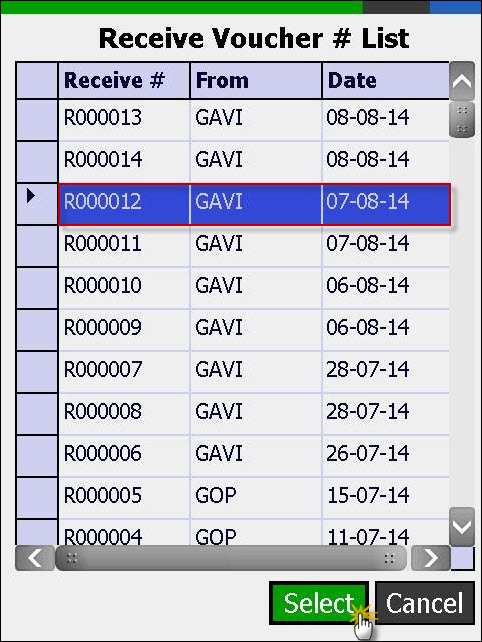 Receive Voucher # List
Receive # From Date
R000013 GAVI 08-08-14
R000014 GAVI 08-08-14
R000012 GAVI 07-08-14
R000011 GAVI 07-08-14
R000010 GAVI 06-08-14
R000009 GAVI 06-08-14
R000007 GAVI 28-07-14
R000008 GAVI 28-07-14
R000006 GAVI 26-07-14
R000005 GOP 15-07-14
R000004 GOP 11-07-14
Select Cancel